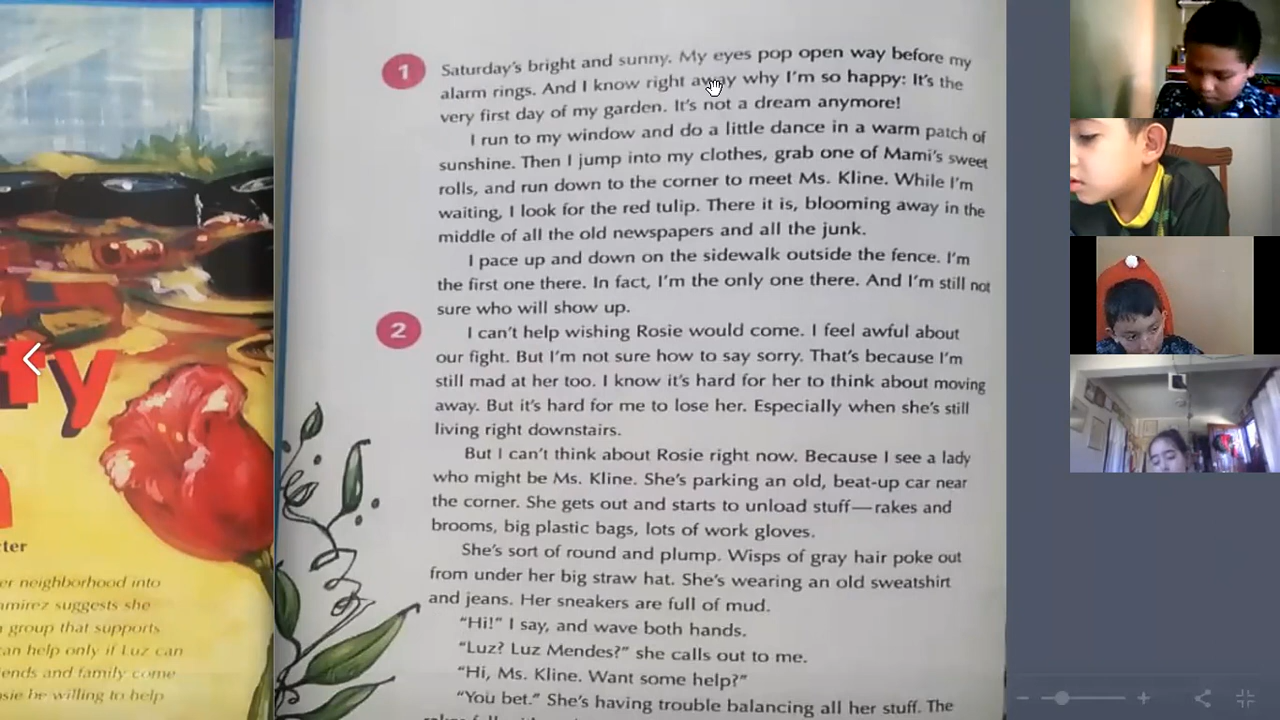 ty
ter
er neighborhood into
amirez suggests she
group that supports
can help only if Luz can
ends and family come
sie be willing to help
1
Saturday's bright and sunny. My eyes pop open way before my
alarm rings. And I know right away why I'm so happy: It's the
very first day of my garden. It's not a dream anymore!
I run to my window and do a little dance in a warm patch of
sunshine. Then I jump into my clothes, grab one of Mami's sweet
rolls, and run down to the corner to meet Ms. Kline. While I'm
waiting, I look for the red tulip. There it is, blooming away in the
middle of all the old newspapers and all the junk.
I pace up and down on the sidewalk outside the fence. I'm
the first one there. In fact, I'm the only one there. And I'm still not
sure who will show up.
2
I can't help wishing Rosie would come. I feel awful about
our fight. But I'm not sure how to say sorry. That's because I'm
still mad at her too. I know it's hard for her to think about moving
away. But it's hard for me to lose her. Especially when she's still
living right downstairs.
But I can't think about Rosie right now. Because I see a lady
who might be Ms. Kline. She's parking an old, beat-up car near
the corner. She gets out and starts to unload stuff—rakes and
brooms, big plastic bags, lots of work gloves.
She's sort of round and plump. Wisps of gray hair poke out
from under her big straw hat. She's wearing an old sweatshirt
and jeans. Her sneakers are full of mud.
"Hi!" I say, and wave both hands.
"Luz? Luz Mendes?" she calls out to me.
"Hi, Ms. Kline. Want some help?"
"You bet." She's having trouble balancing all her stuff. The